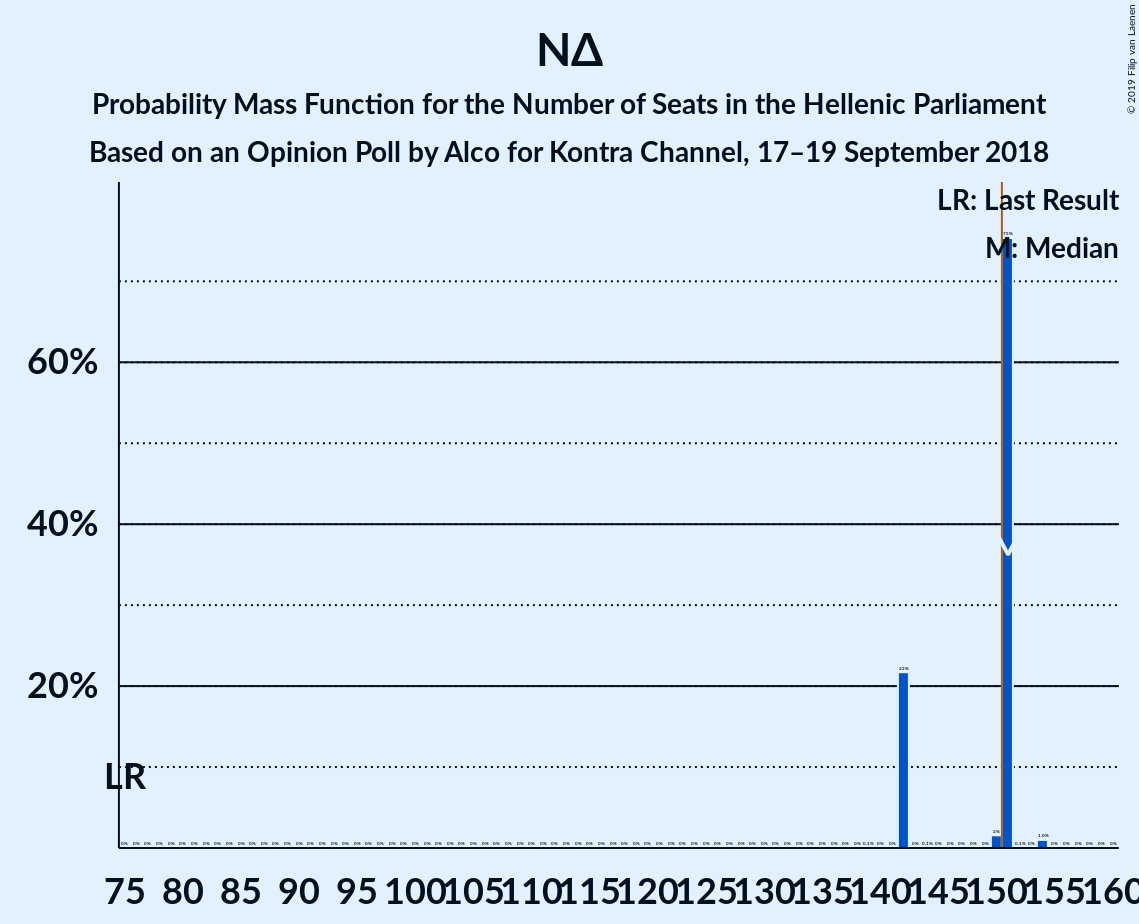 ΝΔ
Probability Mass Function for the Number of Seats in the Hellenic Parliament
Based on an Opinion Poll by Alco for Kontra Channel, 17–19 September 2018
© 2019 Filip van Laenen
LR: Last Result
M: Median
60%
40%
20%
LR
M
75 80 85 90 95 100 105 110 115 120 125 130 135 140 145 150 155 160